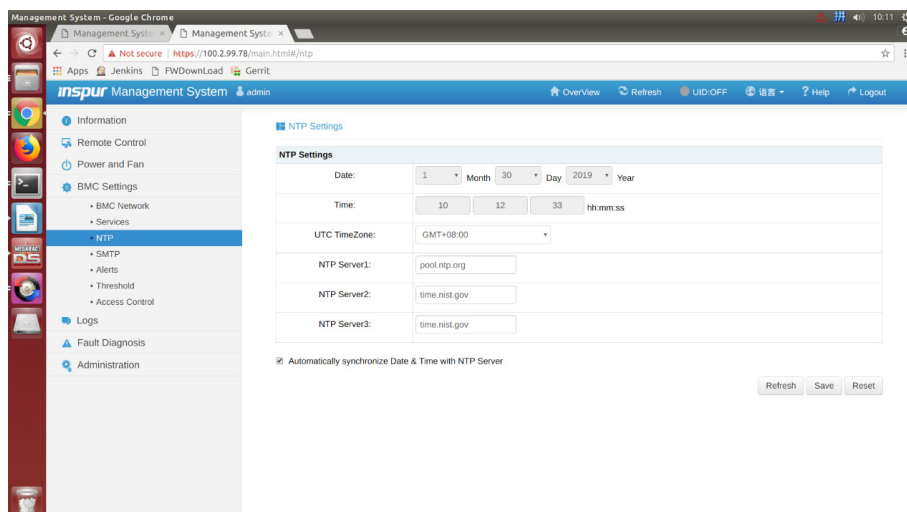 Management System - Google Chrome
拼 10:11
Management Syste × Management Syste ×
Not secure https://100.2.99.78/main.html#/ntp
Apps Jenkins FWDownLoad Gerrit
inspur Management System admin OverView Refresh UID:OFF 语言 Help Logout
Information
Remote Control
Power and Fan
BMC Settings
• BMC Network
• Services
• NTP
• SMTP
• Alerts
• Threshold
• Access Control
Logs
Fault Diagnosis
Administration
NTP Settings
NTP Settings
Date: 1 Month 30 Day 2019 Year
Time: 10 12 33 hh:mm:ss
UTC TimeZone: GMT+08:00
NTP Server1: pool.ntp.org
NTP Server2: time.nist.gov
NTP Server3: time.nist.gov
Automatically synchronize Date & Time with NTP Server
Refresh Save Reset
MEGARAC
DS